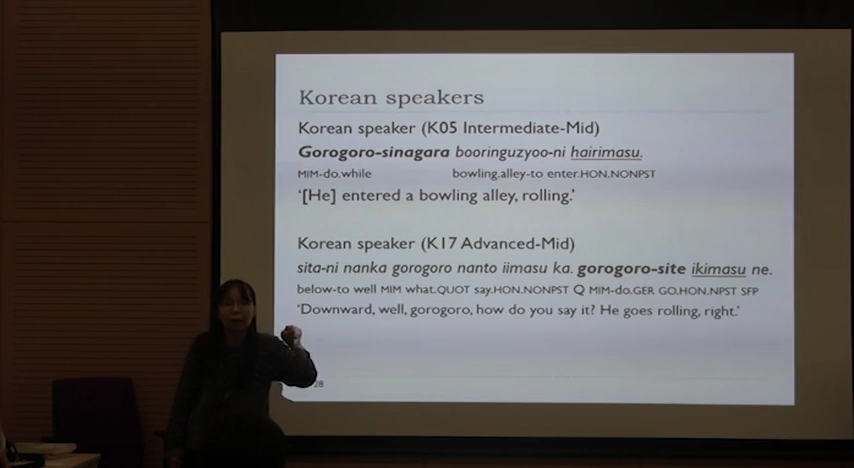 Korean speakers
Korean speaker (K05 Intermediate-Mid)
Gorogoro-sinagara booringuzyoo-ni hairimasu.
MIM-do.while bowling.alley-to enter.HON.NONPST
‘[He] entered a bowling alley, rolling.’
Korean speaker (K17 Advanced-Mid)
sita-ni nanka gorogoro nanto iimasu ka. gorogoro-site ikimasu ne.
below-to well MIM what.QUOT say.HON.NONPST Q MIM-do.GER GO.HON.NPST SFP
‘Downward, well, gorogoro, how do you say it? He goes rolling, right.’
28